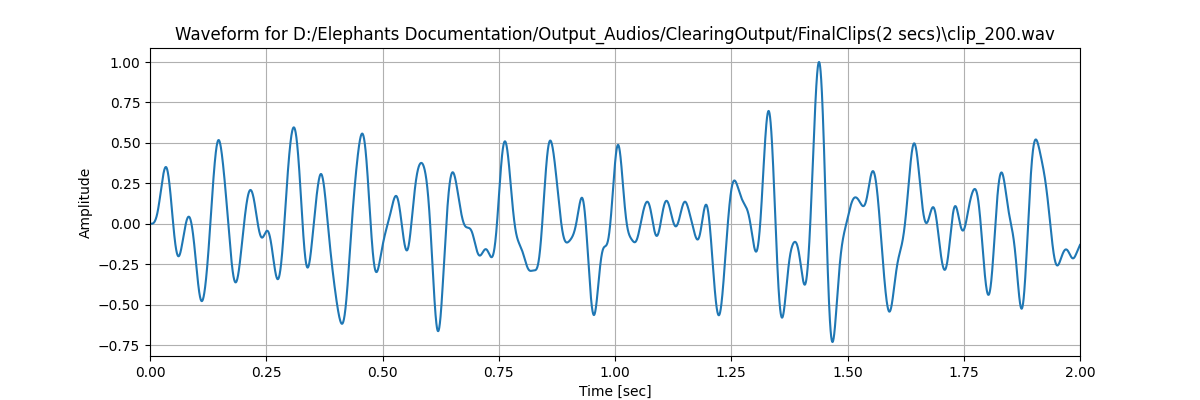 Waveform for D:/Elephants Documentation/Output_Audios/ClearingOutput/FinalClips(2 secs)\clip_200.wav
1.00
0.75
0.50
0.25
0.00
−0.25
−0.50
−0.75
Amplitude
0.00 0.25 0.50 0.75 1.00 1.25 1.50 1.75 2.00
Time [sec]